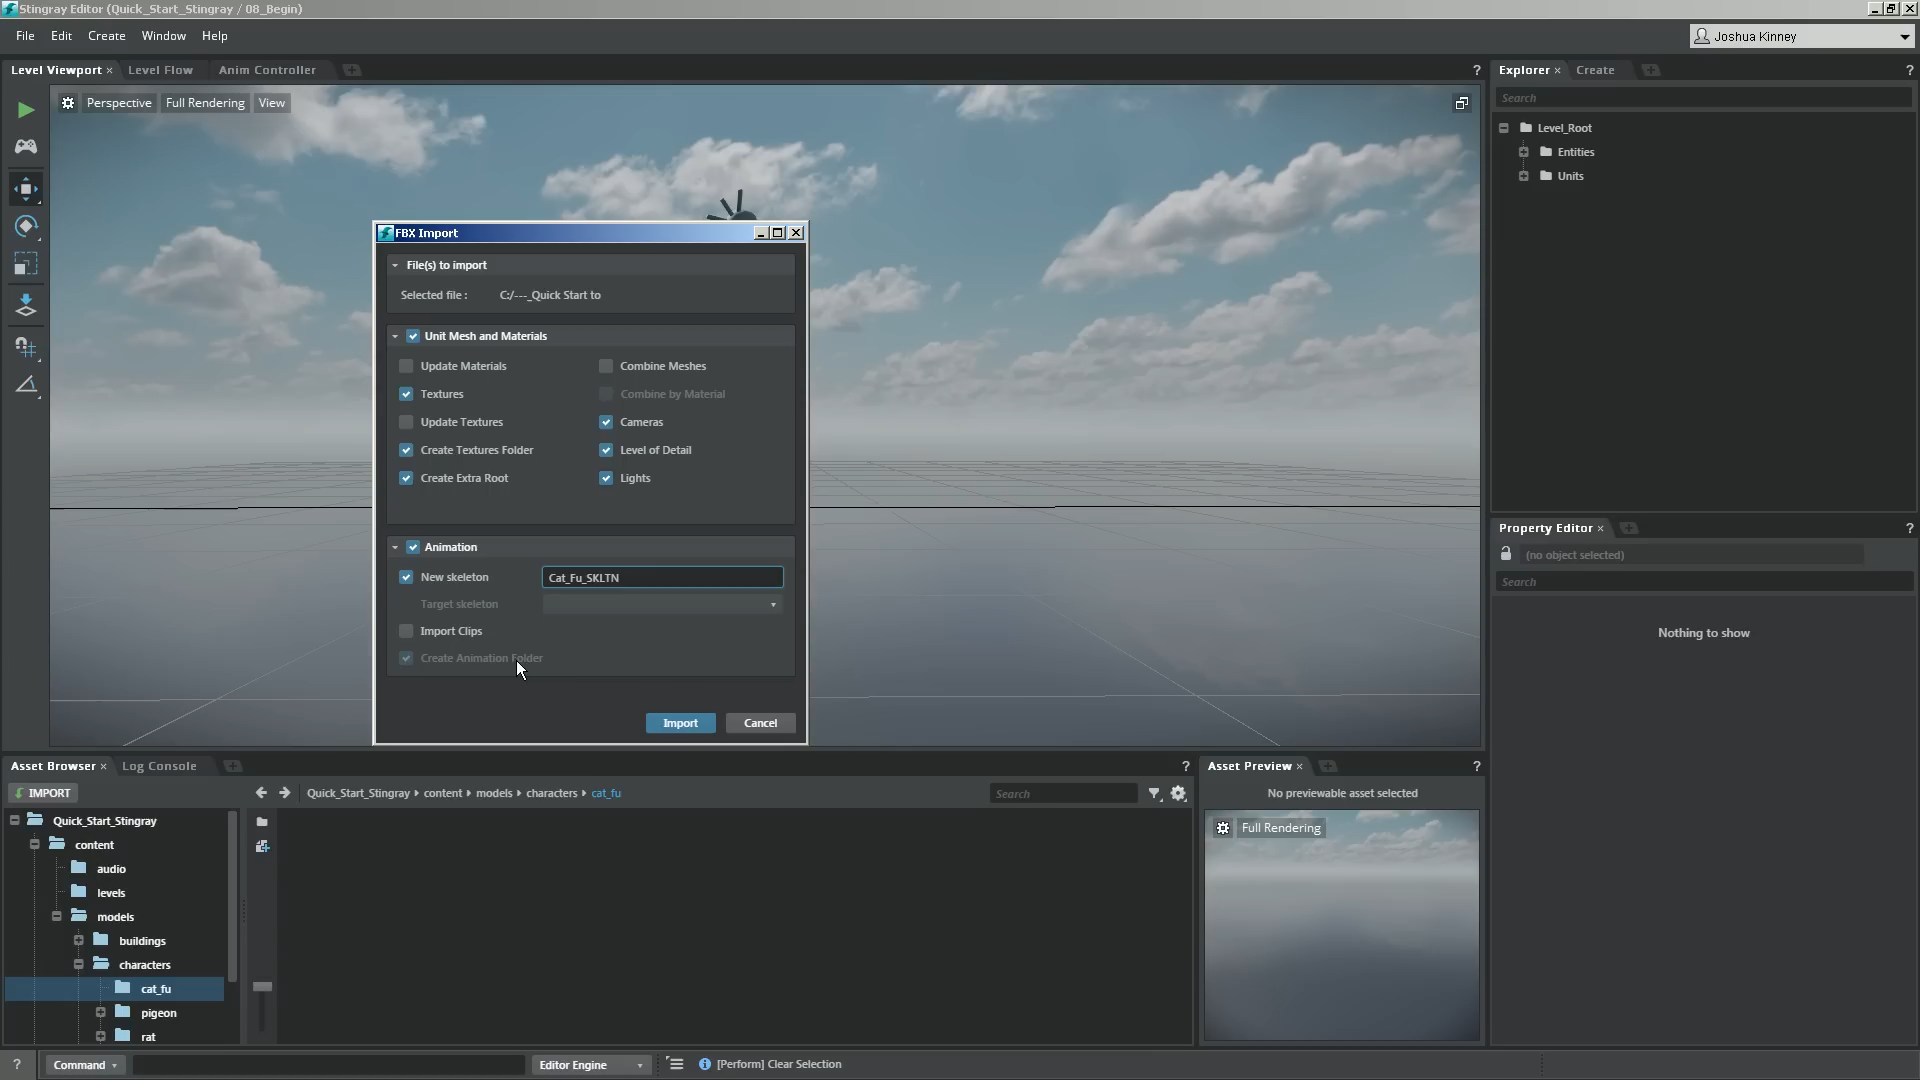 Stingray Editor (Quick_Start_Stingray / 08_Begin)
File Edit Create Window Help
Joshua Kinney
Level Viewport × Level Flow Anim Controller ?
Perspective Full Rendering View
Explorer × Create ?
Search
Level_Root
Entities
Units
FBX Import
File(s) to import
Selected file : C:/---_Quick Start to
Unit Mesh and Materials
Update Materials Combine Meshes
Textures Combine by Material
Update Textures Cameras
Create Textures Folder Level of Detail
Create Extra Root Lights
Animation
New skeleton Cat_Fu_SKLTN
Target skeleton
Import Clips
Create Animation Folder
Import Cancel
Property Editor × ?
(no object selected)
Search
Nothing to show
Asset Browser × Log Console ?
IMPORT
Quick_Start_Stingray content models characters cat_fu
Search
Quick_Start_Stingray
content
audio
levels
models
buildings
characters
cat_fu
pigeon
rat
Asset Preview × ?
No previewable asset selected
Full Rendering
? Command Editor Engine [Perform] Clear Selection